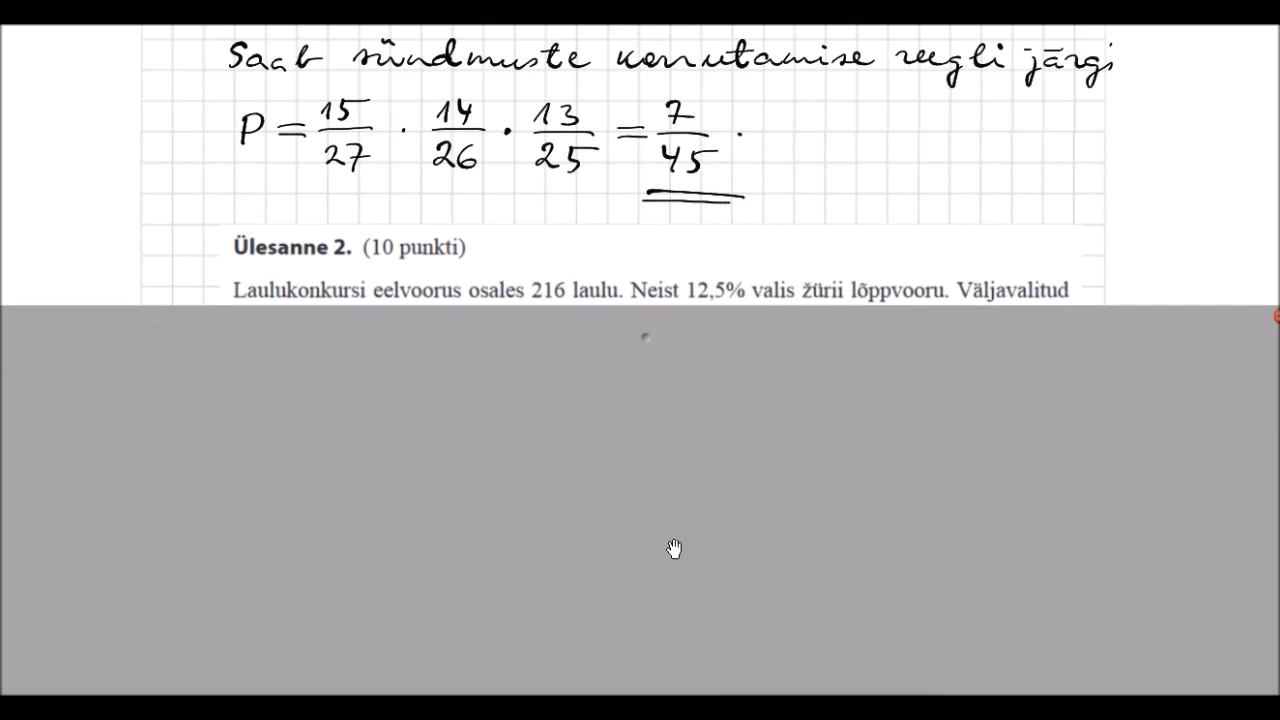 Saab sündmuste korrutamise reegli järgi
P = 15/27 · 14/26 · 13/25 = 7/45 .
Ülesanne 2. (10 punkti)
Laulukonkursi eelvoorus osales 216 laulu. Neist 12,5% valis žürii lõppvooru. Väljavalitud